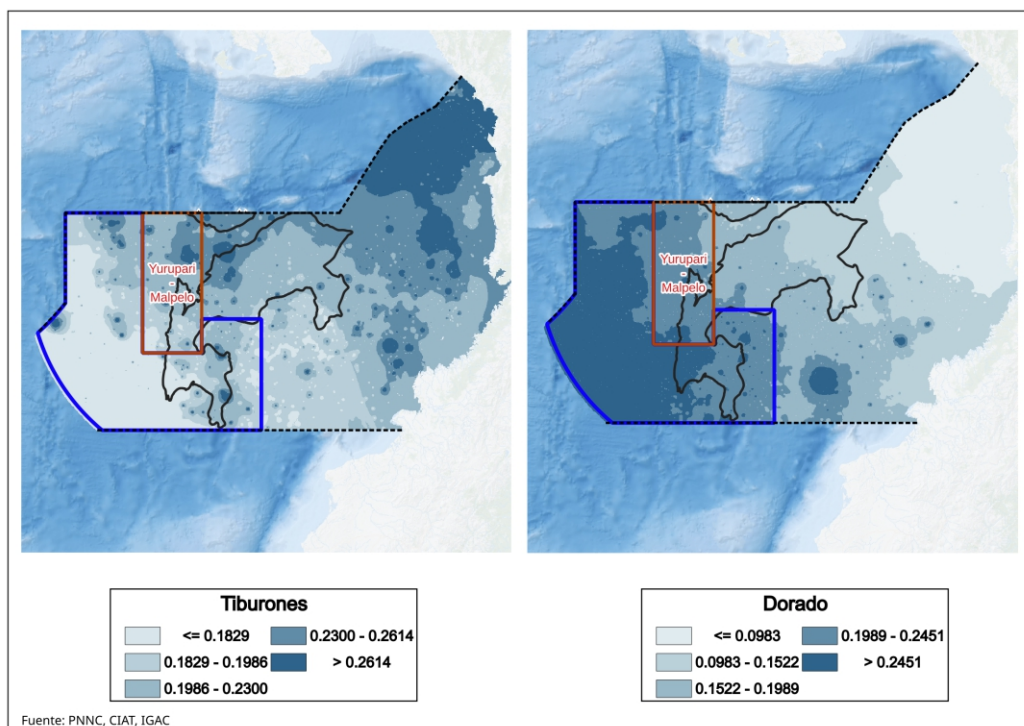 Yurupari
-
Malpelo
Yurupari
-
Malpelo
Tiburones
<= 0.1829
0.2300 - 0.2614
0.1829 - 0.1986
> 0.2614
0.1986 - 0.2300
Dorado
<= 0.0983
0.1989 - 0.2451
0.0983 - 0.1522
> 0.2451
0.1522 - 0.1989
Fuente: PNNC, CIAT, IGAC